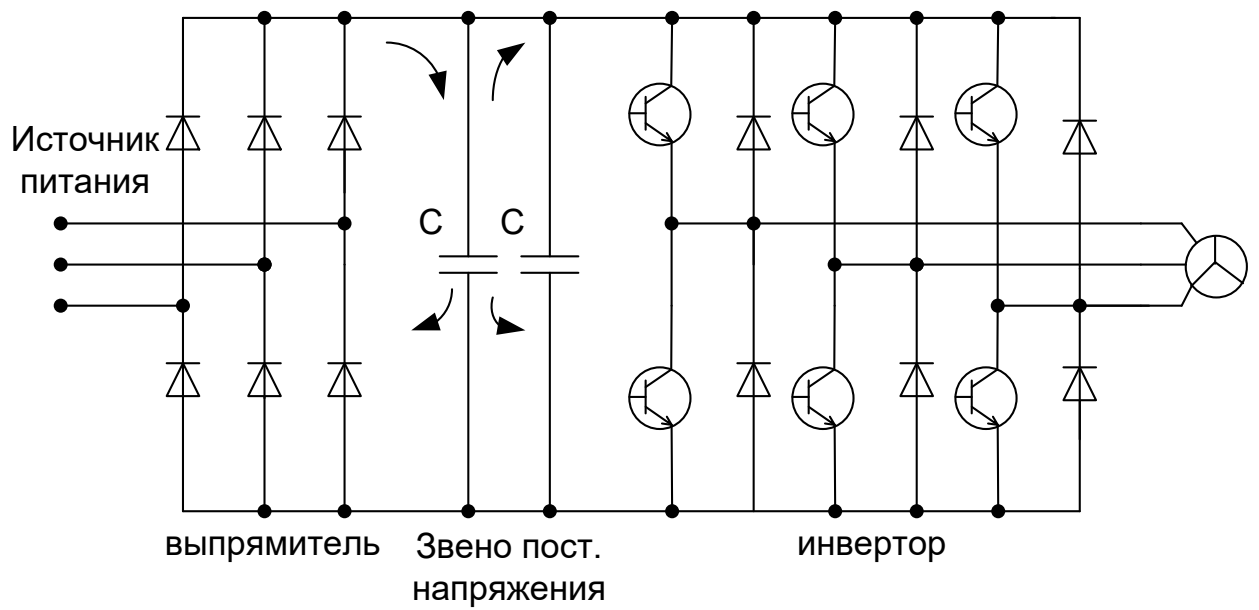 Источник
питания
C
C
выпрямитель
Звено пост.
напряжения
инвертор